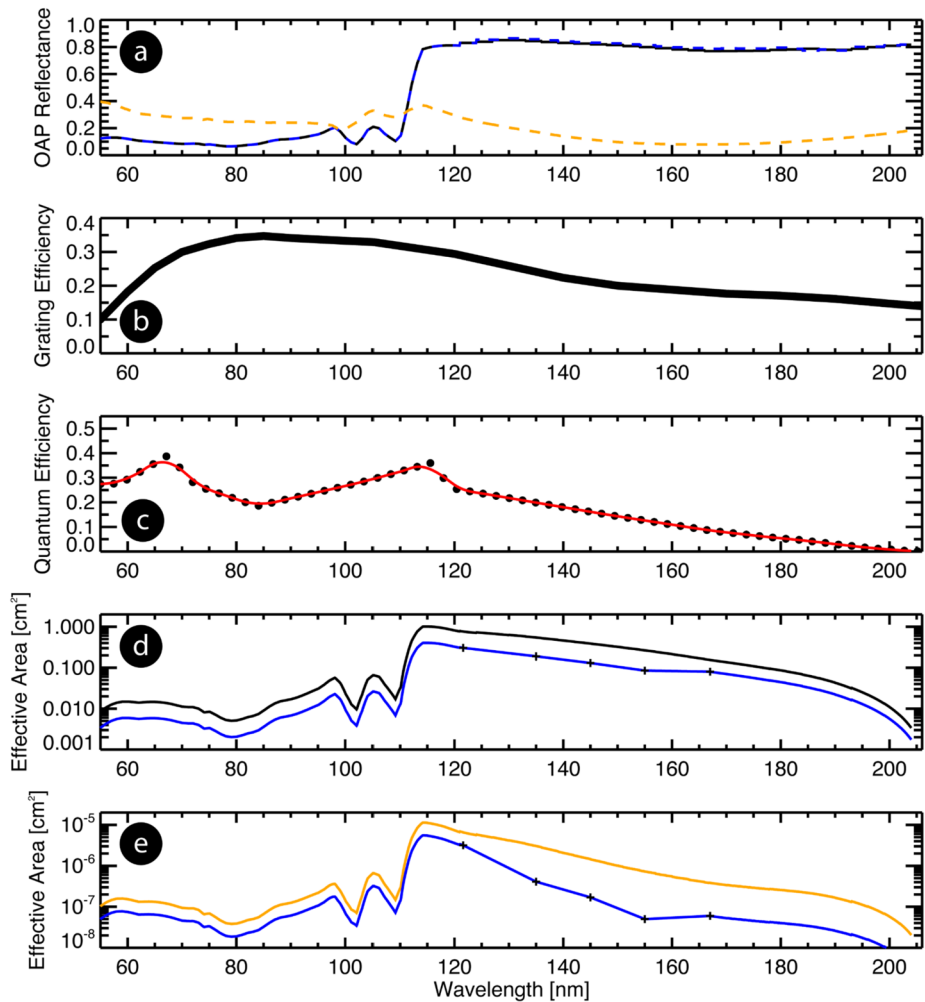 OAP Reflectance
1.0
0.8
0.6
0.4
0.2
0.0
a
60 80 100 120 140 160 180 200
Grating Efficiency
0.4
0.3
0.2
0.1
0.0
b
60 80 100 120 140 160 180 200
Quantum Efficiency
0.5
0.4
0.3
0.2
0.1
0.0
c
60 80 100 120 140 160 180 200
Effective Area [cm²]
1.000
0.100
0.010
0.001
d
60 80 100 120 140 160 180 200
Effective Area [cm²]
10⁻⁵
10⁻⁶
10⁻⁷
10⁻⁸
e
60 80 100 120 140 160 180 200
Wavelength [nm]